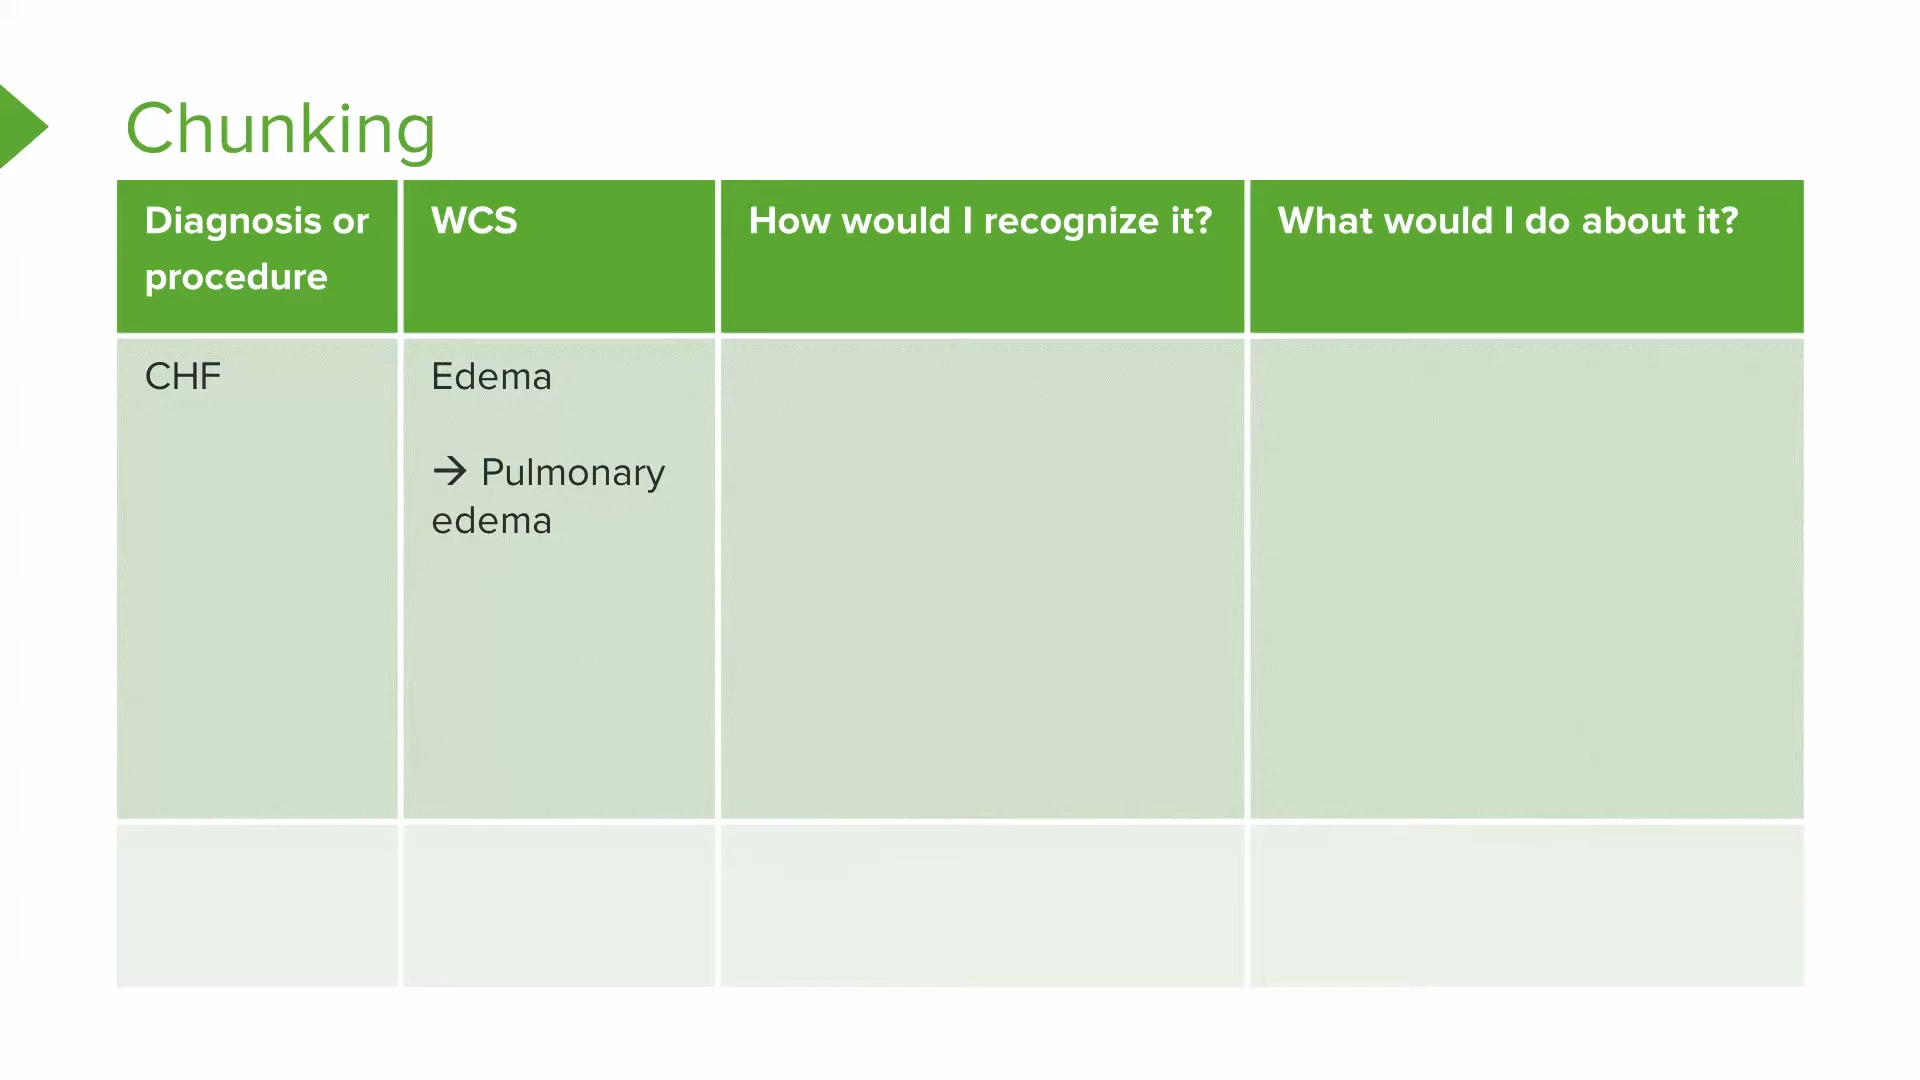 Chunking
Diagnosis or
procedure
WCS
How would I recognize it?
What would I do about it?
CHF
Edema
→ Pulmonary
edema